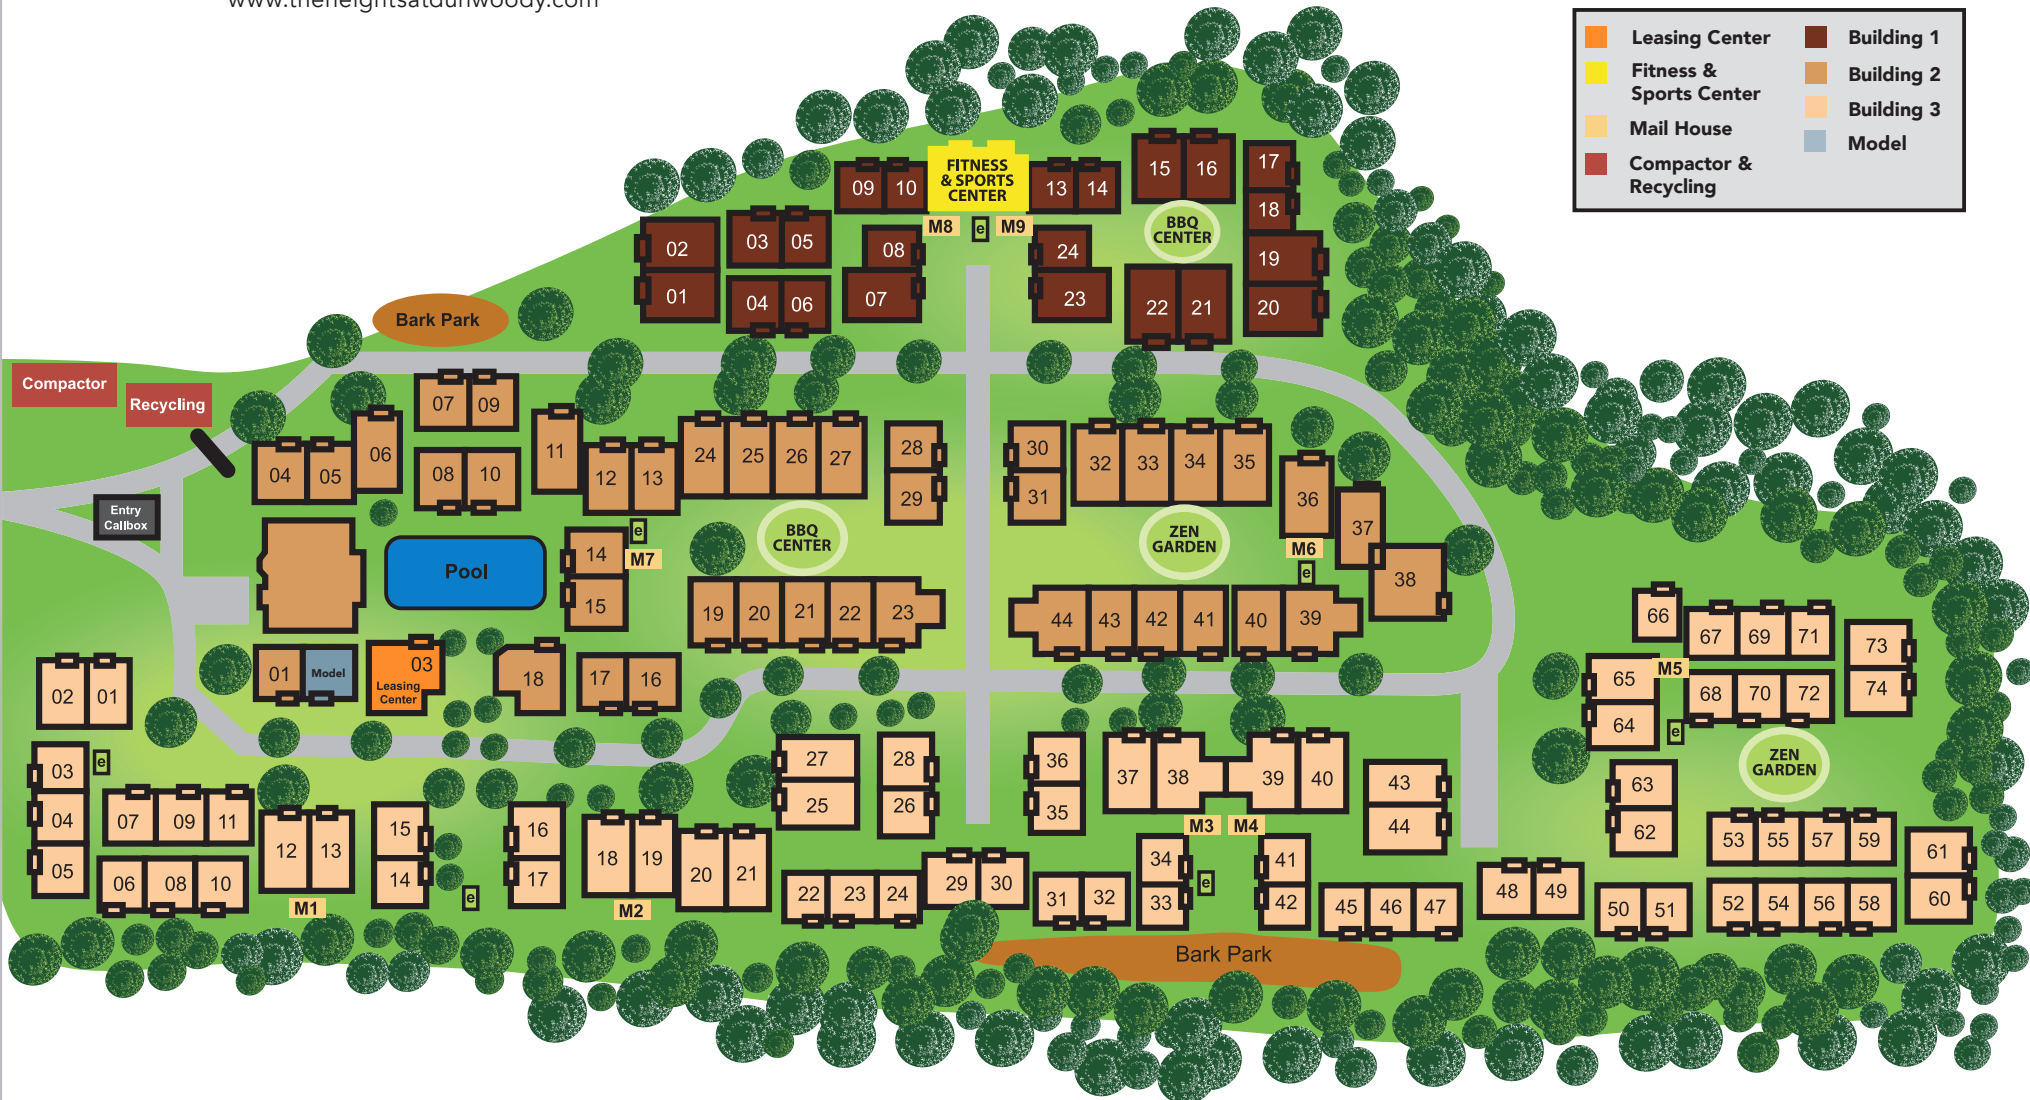 www.theheightsatdunwoody.com
Leasing Center
Fitness &
Sports Center
Mail House
Compactor &
Recycling
Building 1
Building 2
Building 3
Model
FITNESS
& SPORTS
CENTER
09
10
13
14
15
16
17
18
19
20
M8
e
M9
BBQ
CENTER
02
01
03
05
04
06
08
07
24
23
22
21
Bark Park
Compactor
Recycling
Entry
Callbox
07
09
04
05
06
08
10
11
12
13
24
25
26
27
28
29
30
31
32
33
34
35
36
37
38
BBQ
CENTER
ZEN
GARDEN
M6
e
Pool
14
15
e
M7
19
20
21
22
23
44
43
42
41
40
39
01
Model
03
Leasing
Center
18
17
16
02
01
03
04
05
e
07
09
11
06
08
10
12
13
M1
15
14
e
16
17
18
19
M2
20
21
27
25
28
26
22
23
24
29
30
31
32
36
35
37
38
39
40
M3
M4
34
33
e
41
42
43
44
45
46
47
48
49
50
51
66
67
69
71
73
74
65
64
M5
68
70
72
e
ZEN
GARDEN
63
62
53
55
57
59
52
54
56
58
61
60
Bark Park